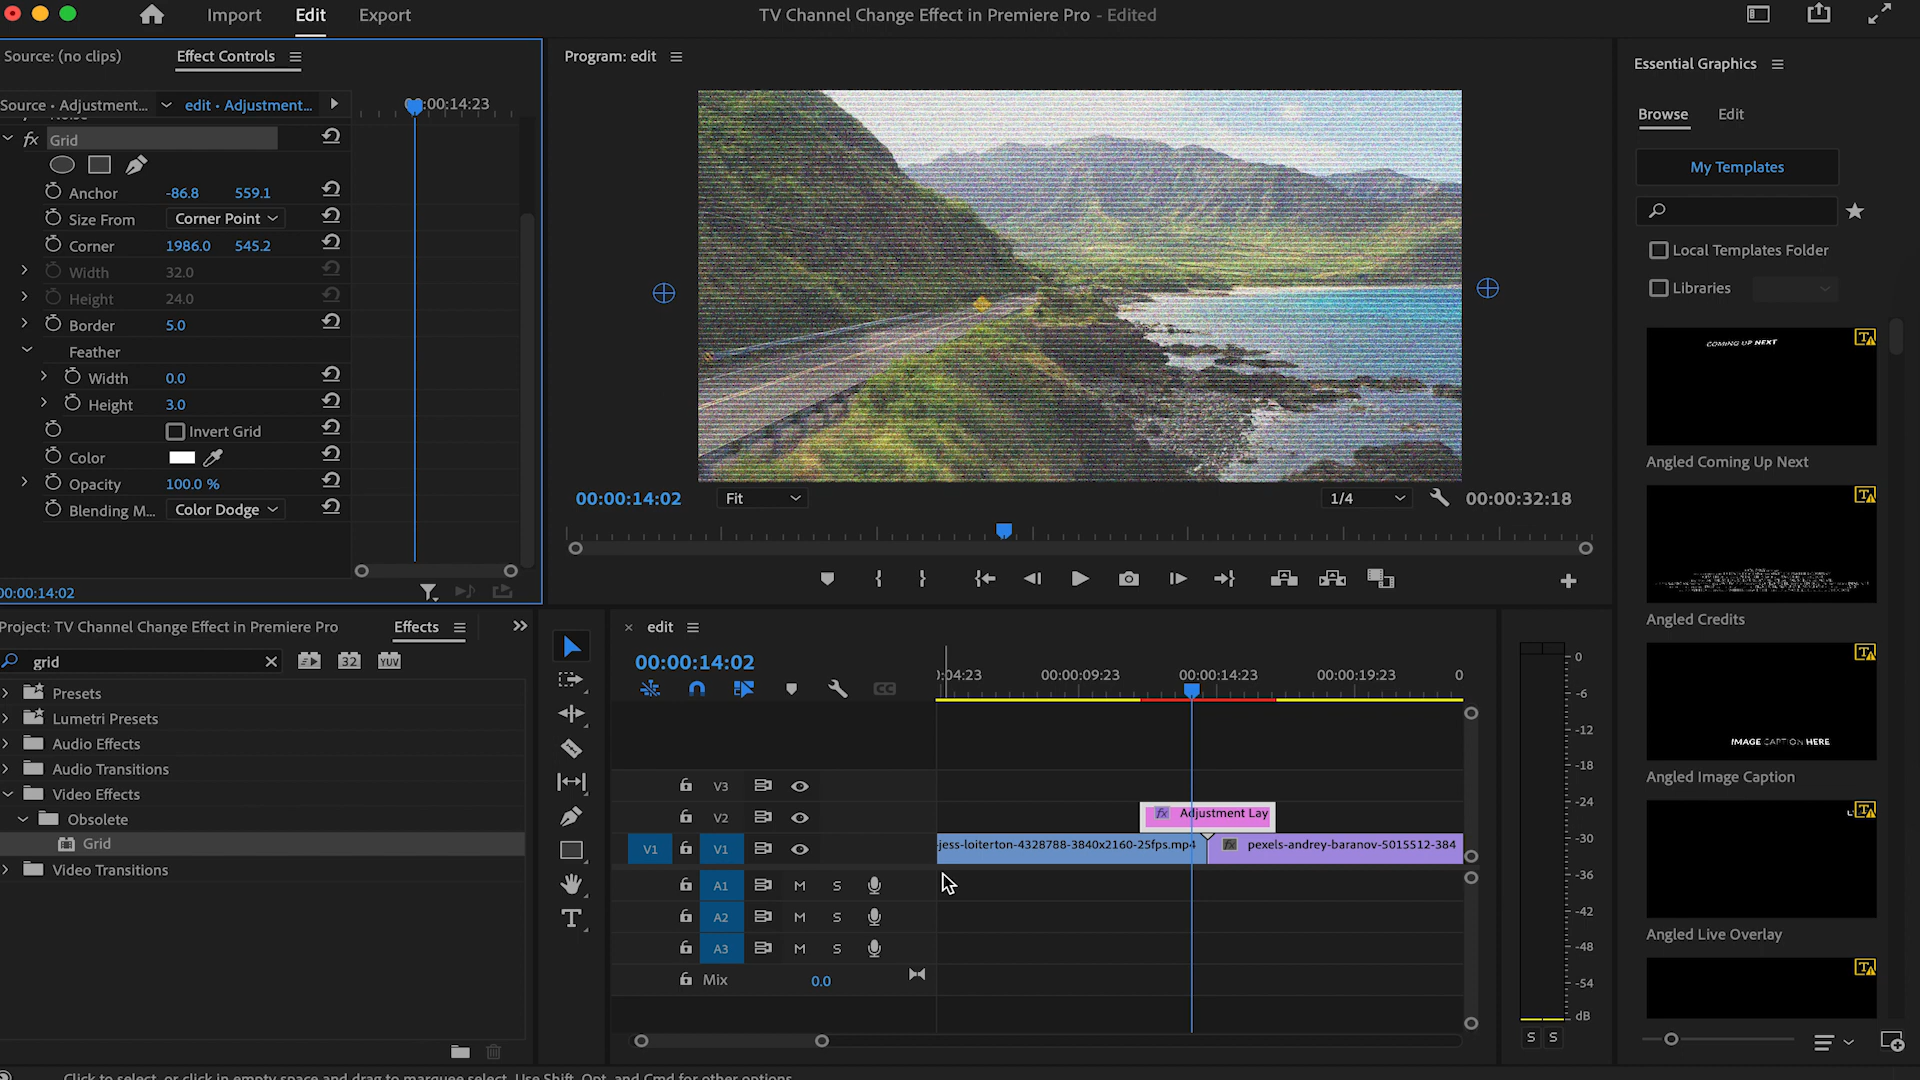 Import Edit Export
TV Channel Change Effect in Premiere Pro - Edited
Source: (no clips) Effect Controls
Source • Adjustment... edit • Adjustment... 00:00:14:23
fx Grid
Anchor -86.8 559.1
Size From Corner Point
Corner 1986.0 545.2
Width 32.0
Height 24.0
Border 5.0
Feather
Width 0.0
Height 3.0
Invert Grid
Color
Opacity 100.0 %
Blending M... Color Dodge
00:00:14:02
Program: edit
00:00:14:02 Fit 1/4 00:00:32:18
Essential Graphics
Browse Edit
My Templates
Local Templates Folder
Libraries
COMING UP NEXT
Angled Coming Up Next
Angled Credits
IMAGE CAPTION HERE
Angled Image Caption
Angled Live Overlay
Project: TV Channel Change Effect in Premiere Pro Effects
grid 32 YUV
Presets
Lumetri Presets
Audio Effects
Audio Transitions
Video Effects
Obsolete
Grid
Video Transitions
edit
00:00:14:02
:04:23 00:00:09:23 00:00:14:23 00:00:19:23 0
CC
V3
V2 fx Adjustment Lay
V1 V1 -jess-loiterton-4328788-3840x2160-25fps.mp4 fx pexels-andrey-baranov-5015512-384
A1 M S
A2 M S
A3 M S
Mix 0.0
0
-6
-12
-18
-24
-30
-36
-42
-48
-54
dB
S S
Click to select, or click in empty space and drag to marquee select. Use Shift, Opt, and Cmd for other options.